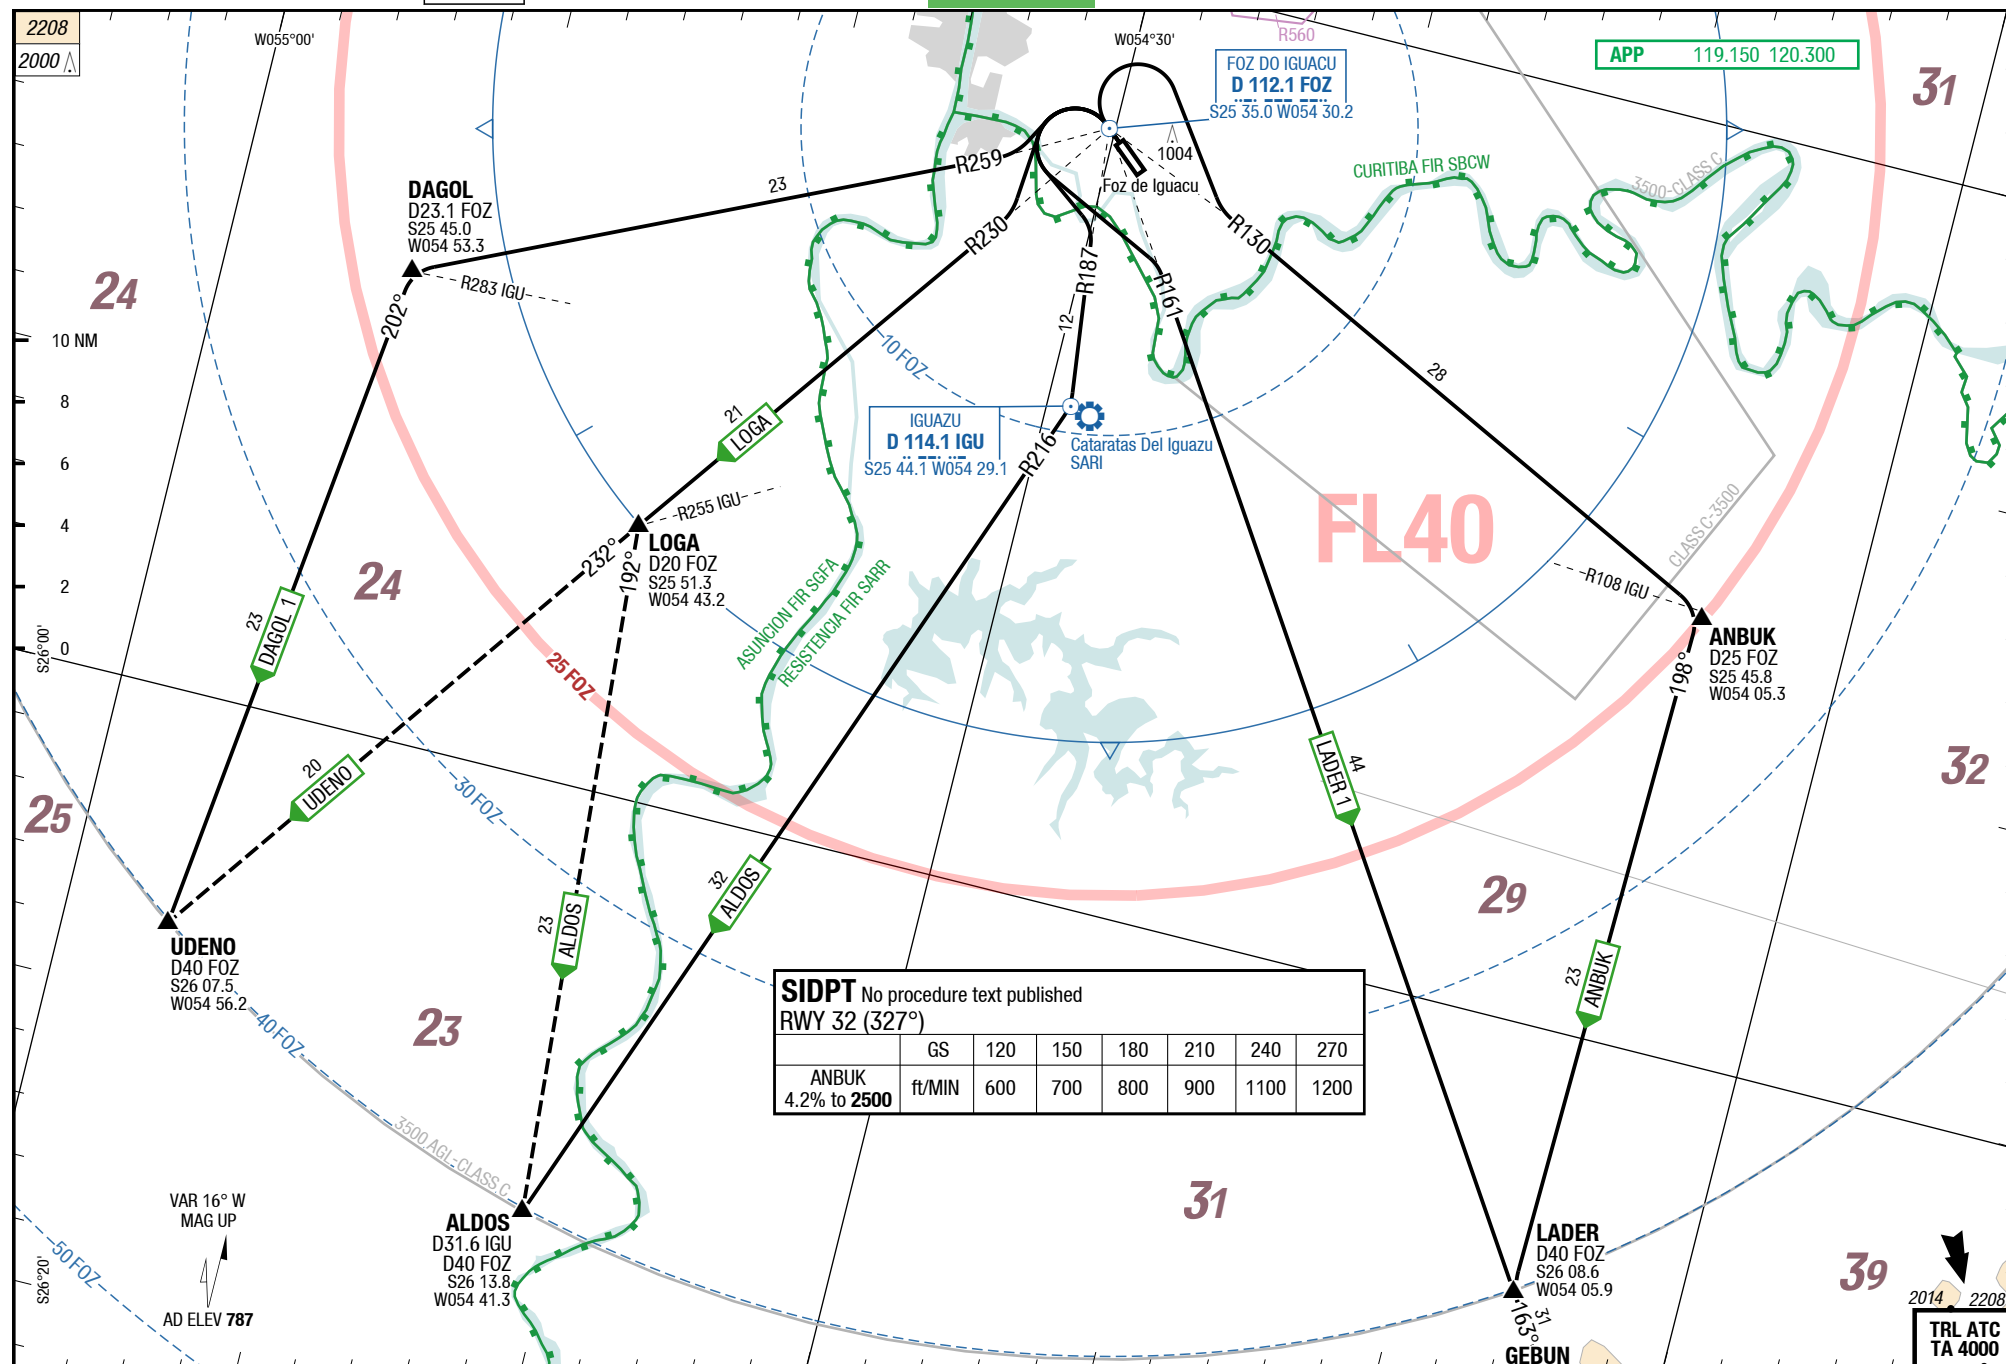 2208
2000
W055°00'
W054°30'
R560
FOZ DO IGUACU
D 112.1 FOZ
S25 35.0 W054 30.2
APP 119.150 120.300
31
1004
Foz de Iguacu
CURITIBA FIR SBCW
3500-CLASS C
R259
23
DAGOL
D23.1 FOZ
S25 45.0
W054 53.3
R283 IGU
202°
R230
R187
R161
R130
24
10 NM
8
6
4
2
0
S26°00'
12
10 FOZ
28
21
LOGA
IGUAZU
D 114.1 IGU
S25 44.1 W054 29.1
R216
Cataratas Del Iguazu
SARI
FL40
CLASS C-3500
R255 IGU
LOGA
D20 FOZ
S25 51.3
W054 43.2
232°
192°
24
ASUNCION FIR SGFA
RESISTENCIA FIR SARR
R108 IGU
ANBUK
D25 FOZ
S25 45.8
W054 05.3
198°
23
DAGOL 1
25 FOZ
20
UDENO
30 FOZ
25
44
LADER 1
32
32
ALDOS
23
ALDOS
29
23
ANBUK
UDENO
D40 FOZ
S26 07.5
W054 56.2
40 FOZ
23
SIDPT No procedure text published
RWY 32 (327°)
GS 120 150 180 210 240 270
ANBUK
4.2% to 2500 ft/MIN 600 700 800 900 1100 1200
3500 AGL-CLASS C
31
VAR 16° W
MAG UP
AD ELEV 787
50 FOZ
S26°20'
ALDOS
D31.6 IGU
D40 FOZ
S26 13.8
W054 41.3
LADER
D40 FOZ
S26 08.6
W054 05.9
31
163°
GEBUN
39
2014
2208
TRL ATC
TA 4000